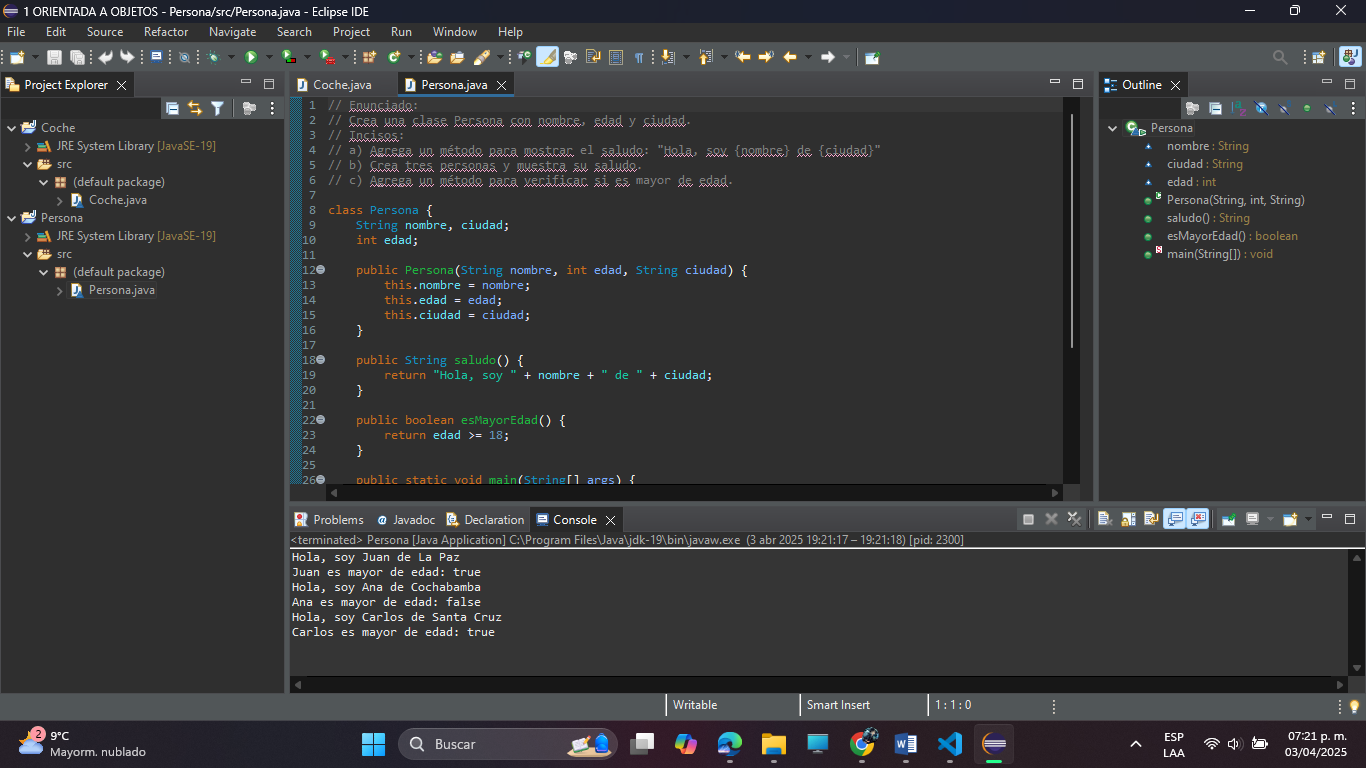 1 ORIENTADA A OBJETOS - Persona/src/Persona.java - Eclipse IDE
File Edit Source Refactor Navigate Search Project Run Window Help
Project Explorer
Coche
JRE System Library [JavaSE-19]
src
(default package)
Coche.java
Persona
JRE System Library [JavaSE-19]
src
(default package)
Persona.java
Coche.java Persona.java
1 // Enunciado:
2 // Crea una clase Persona con nombre, edad y ciudad.
3 // Incisos:
4 // a) Agrega un método para mostrar el saludo: "Hola, soy {nombre} de {ciudad}"
5 // b) Crea tres personas y muestra su saludo.
6 // c) Agrega un método para verificar si es mayor de edad.
7
8 class Persona {
9 String nombre, ciudad;
10 int edad;
11
12 public Persona(String nombre, int edad, String ciudad) {
13 this.nombre = nombre;
14 this.edad = edad;
15 this.ciudad = ciudad;
16 }
17
18 public String saludo() {
19 return "Hola, soy " + nombre + " de " + ciudad;
20 }
21
22 public boolean esMayorEdad() {
23 return edad >= 18;
24 }
25
26 public static void main(String[] args) {
Outline
Persona
nombre : String
ciudad : String
edad : int
Persona(String, int, String)
saludo() : String
esMayorEdad() : boolean
main(String[]) : void
Problems Javadoc Declaration Console
<terminated> Persona [Java Application] C:\Program Files\Java\jdk-19\bin\javaw.exe (3 abr 2025 19:21:17 – 19:21:18) [pid: 2300]
Hola, soy Juan de La Paz
Juan es mayor de edad: true
Hola, soy Ana de Cochabamba
Ana es mayor de edad: false
Hola, soy Carlos de Santa Cruz
Carlos es mayor de edad: true
Writable Smart Insert 1 : 1 : 0
2
9°C
Mayorm. nublado
Buscar
ESP
LAA
07:21 p. m.
03/04/2025